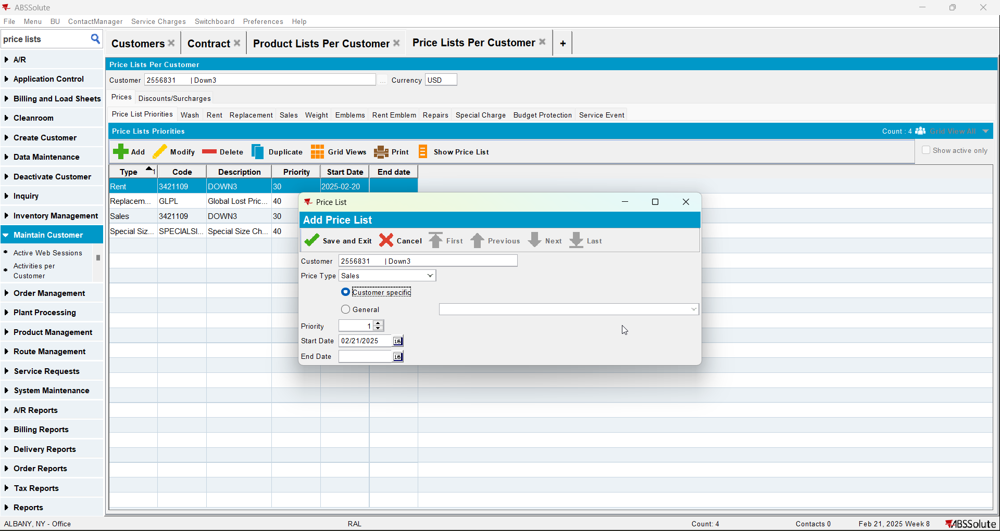 ABSSolute
File Menu BU ContactManager Service Charges Switchboard Preferences Help
price lists
Customers Contract Product Lists Per Customer Price Lists Per Customer +
A/R
Application Control
Billing and Load Sheets
Cleanroom
Create Customer
Data Maintenance
Deactivate Customer
Inquiry
Inventory Management
Maintain Customer
Active Web Sessions
Activities per
Customer
Order Management
Plant Processing
Product Management
Route Management
Service Requests
System Maintenance
A/R Reports
Billing Reports
Delivery Reports
Order Reports
Tax Reports
Reports
Price Lists Per Customer
Customer 2556831 | Down3 ... Currency USD
Prices Discounts/Surcharges
Price List Priorities Wash Rent Replacement Sales Weight Emblems Rent Emblem Repairs Special Charge Budget Protection Service Event
Price Lists Priorities Count : 4 Grid View All
Add Modify Delete Duplicate Grid Views Print Show Price List Show active only
Type 1 Code Description Priority Start Date End date
Rent 3421109 DOWN3 30 2025-02-20
Replacem... GLPL Global Lost Pric... 40
Sales 3421109 DOWN3 30
Special Siz... SPECIALSI... Special Size Ch... 40
Price List
Add Price List
Save and Exit Cancel First Previous Next Last
Customer 2556831 | Down3
Price Type Sales
Customer specific
General
Priority 1
Start Date 02/21/2025 16
End Date 16
ALBANY, NY - Office RAL Count: 4 Contacts 0 Feb 21, 2025 Week 8 ABSSolute